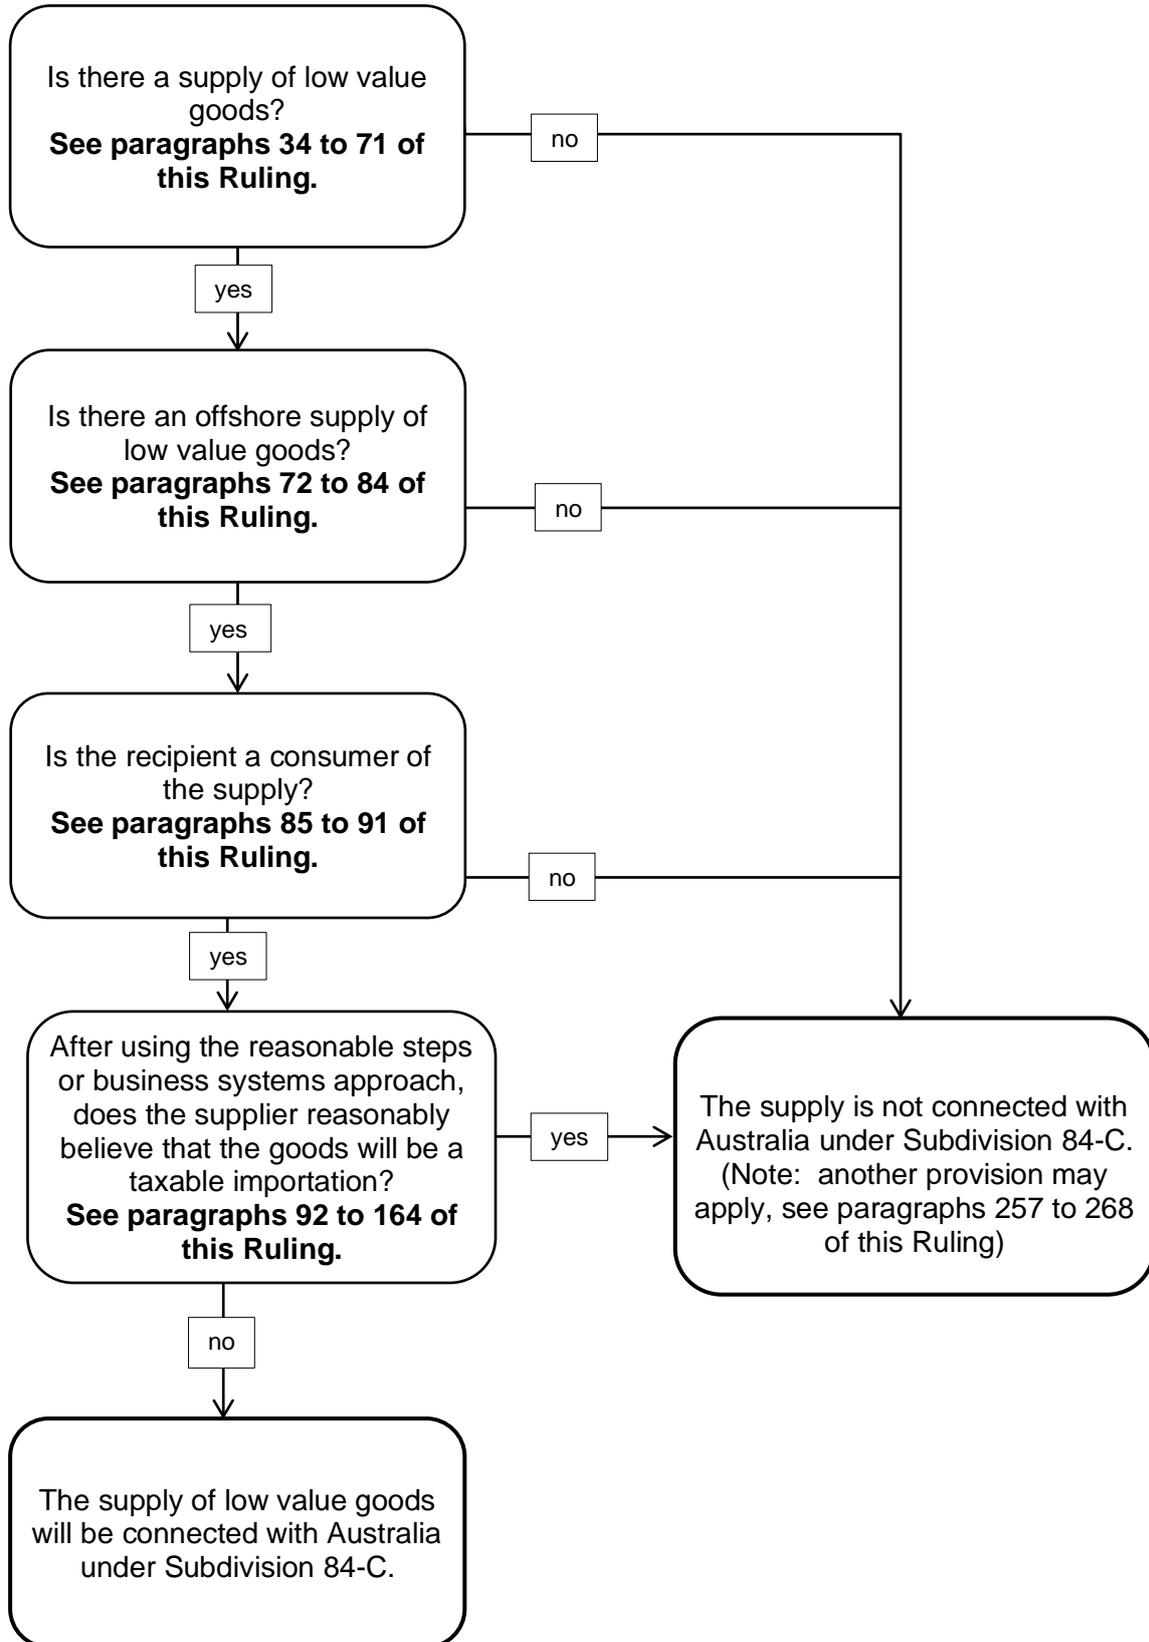 Is there a supply of low value
goods?
See paragraphs 34 to 71 of
this Ruling.
no
yes
Is there an offshore supply of
low value goods?
See paragraphs 72 to 84 of
this Ruling.
no
yes
Is the recipient a consumer of
the supply?
See paragraphs 85 to 91 of
this Ruling.
no
yes
After using the reasonable steps
or business systems approach,
does the supplier reasonably
believe that the goods will be a
taxable importation?
See paragraphs 92 to 164 of
this Ruling.
yes
The supply is not connected with
Australia under Subdivision 84-C.
(Note:  another provision may
apply, see paragraphs 257 to 268
of this Ruling)
no
The supply of low value goods
will be connected with Australia
under Subdivision 84-C.